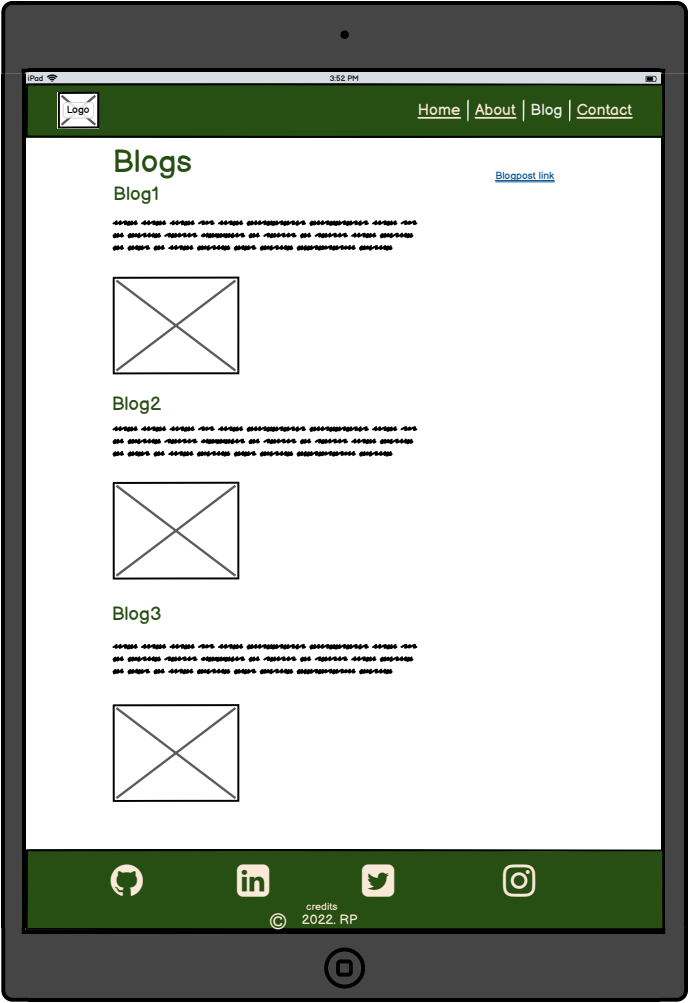 iPad 3:52 PM
Logo
Home | About | Blog | Contact
Blogs
Blogpost link
Blog1
Blog2
Blog3
credits
© 2022. RP